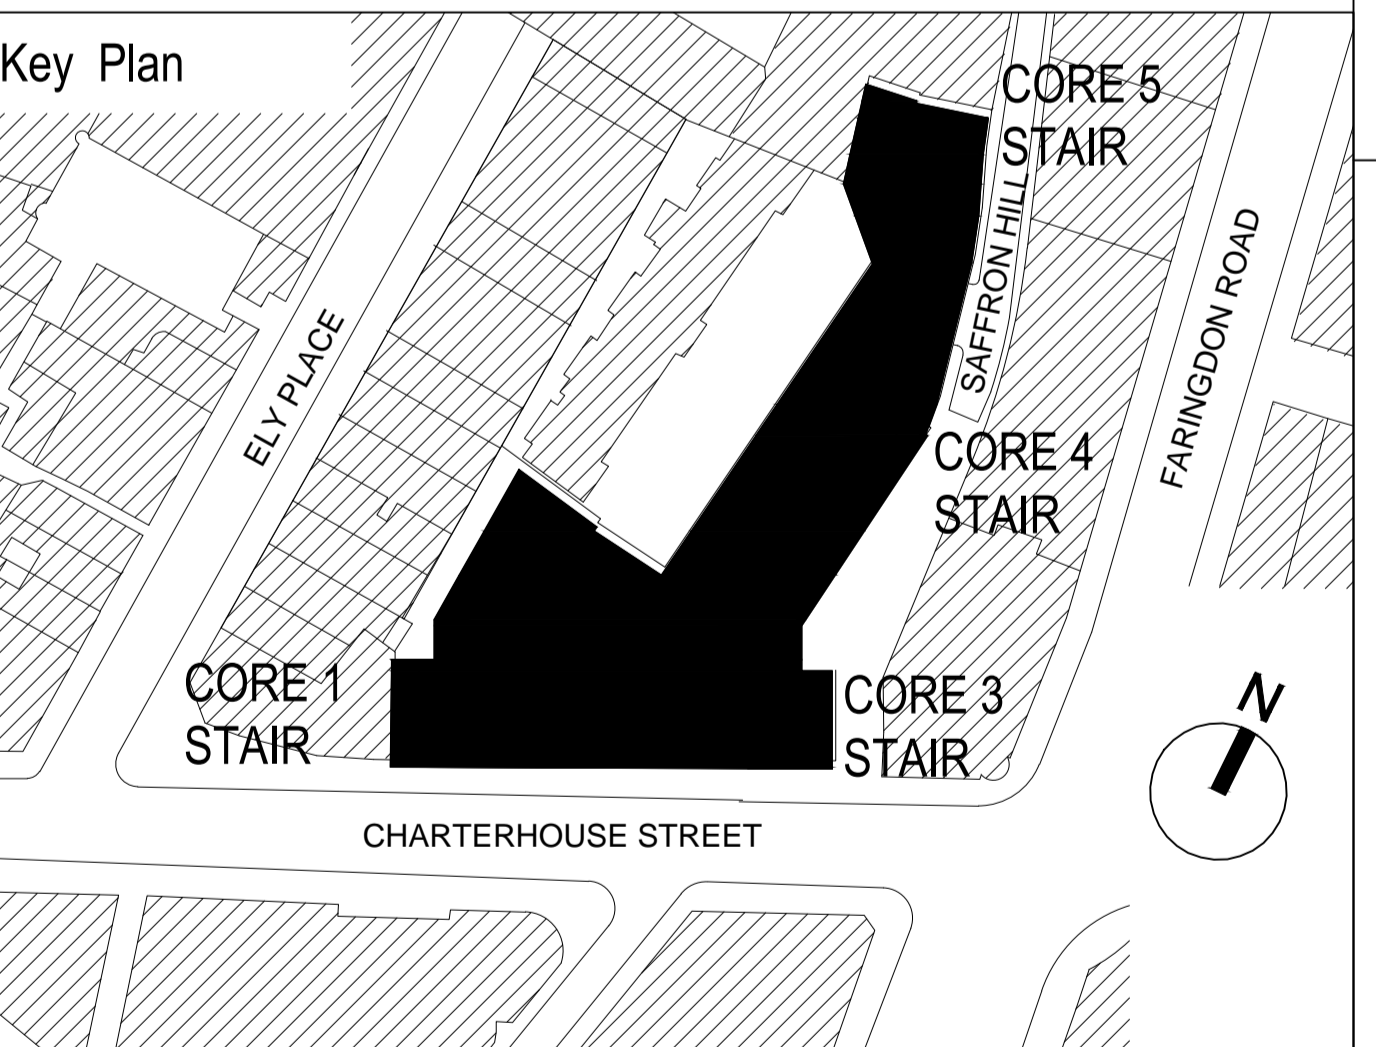 Key Plan
CORE 5
STAIR
SAFFRON HILL
FARINGDON ROAD
ELY PLACE
CORE 4
STAIR
CORE 1
STAIR
CORE 3
STAIR
N
CHARTERHOUSE STREET